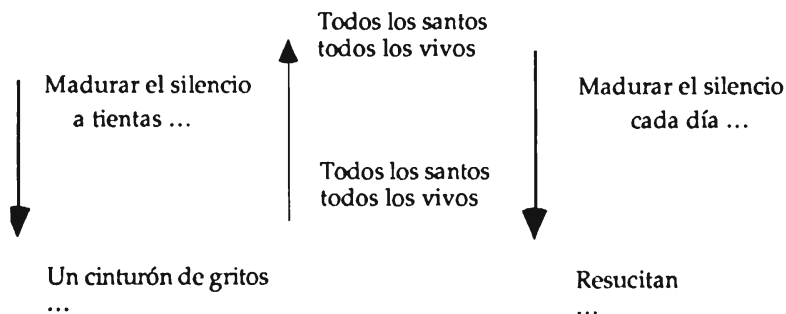 Todos los santos
todos los vivos
Madurar el silencio
a tientas ...
Madurar el silencio
cada día ...
Todos los santos
todos los vivos
Un cinturón de gritos
...
Resucitan
...